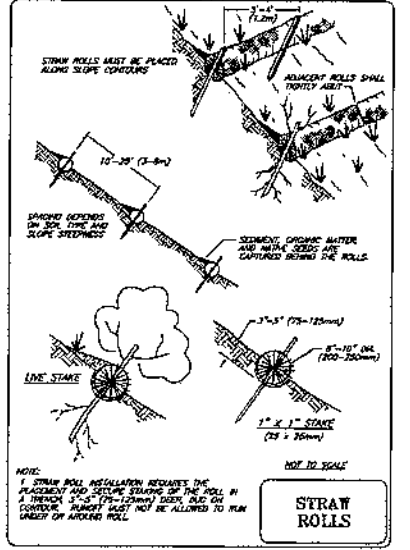 3'-4'
(1.2m)
STRAW ROLLS MUST BE PLACED
ALONG SLOPE CONTOURS
ADJACENT ROLLS SHALL
TIGHTLY ABUT
10'-25' (3-8m)
SPACING DEPENDS
ON SOIL TYPE AND
SLOPE STEEPNESS
SEDIMENT, ORGANIC MATTER,
AND NATIVE SEEDS ARE
CAPTURED BEHIND THE ROLLS.
LIVE STAKE
3"-5" (75-125mm)
8"-10" DIA.
(200-250mm)
1" X 1" STAKE
(25 x 25mm)
NOT TO SCALE
NOTE:
1. STRAW ROLL INSTALLATION REQUIRES THE
PLACEMENT AND SECURE STAKING OF THE ROLL IN
A TRENCH, 3"-5" (75-125mm) DEEP, DUG ON
CONTOUR. RUNOFF MUST NOT BE ALLOWED TO RUN
UNDER OR AROUND ROLL.
STRAW
ROLLS